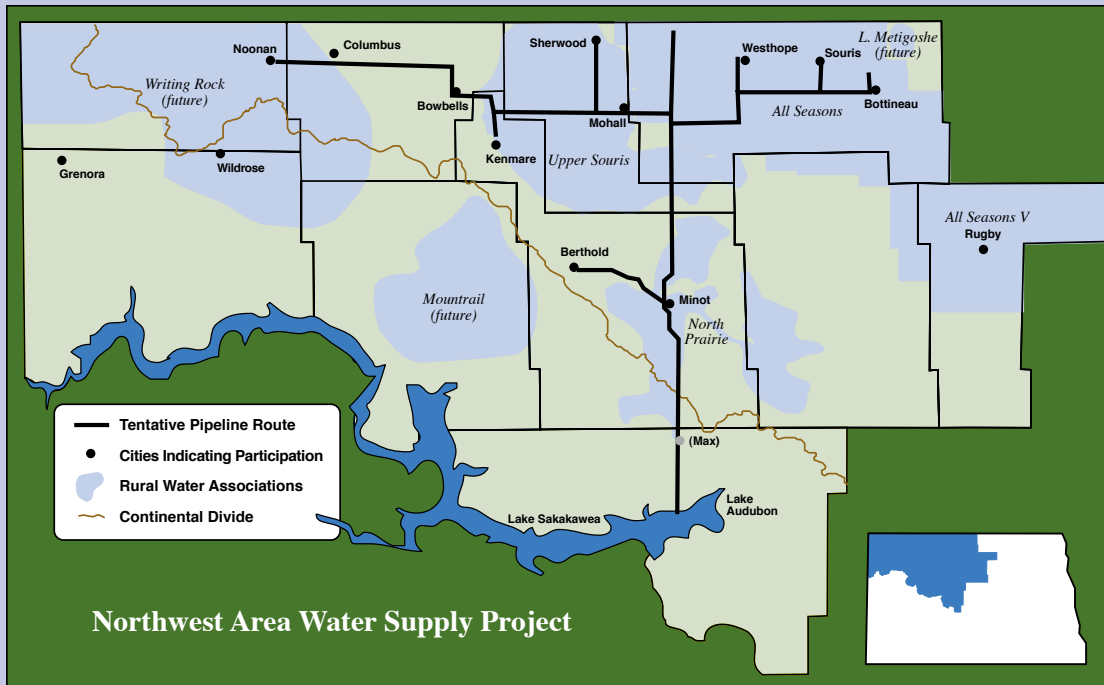 Noonan
Columbus
Sherwood
Westhope
Souris
L. Metigoshe
(future)
Writing Rock
(future)
Bowbells
Mohall
Bottineau
All Seasons
Kenmare
Upper Souris
Grenora
Wildrose
All Seasons V
Rugby
Berthold
Mountrail
(future)
Minot
North
Prairie
Tentative Pipeline Route
Cities Indicating Participation
Rural Water Associations
Continental Divide
(Max)
Lake Sakakawea
Lake
Audubon
Northwest Area Water Supply Project